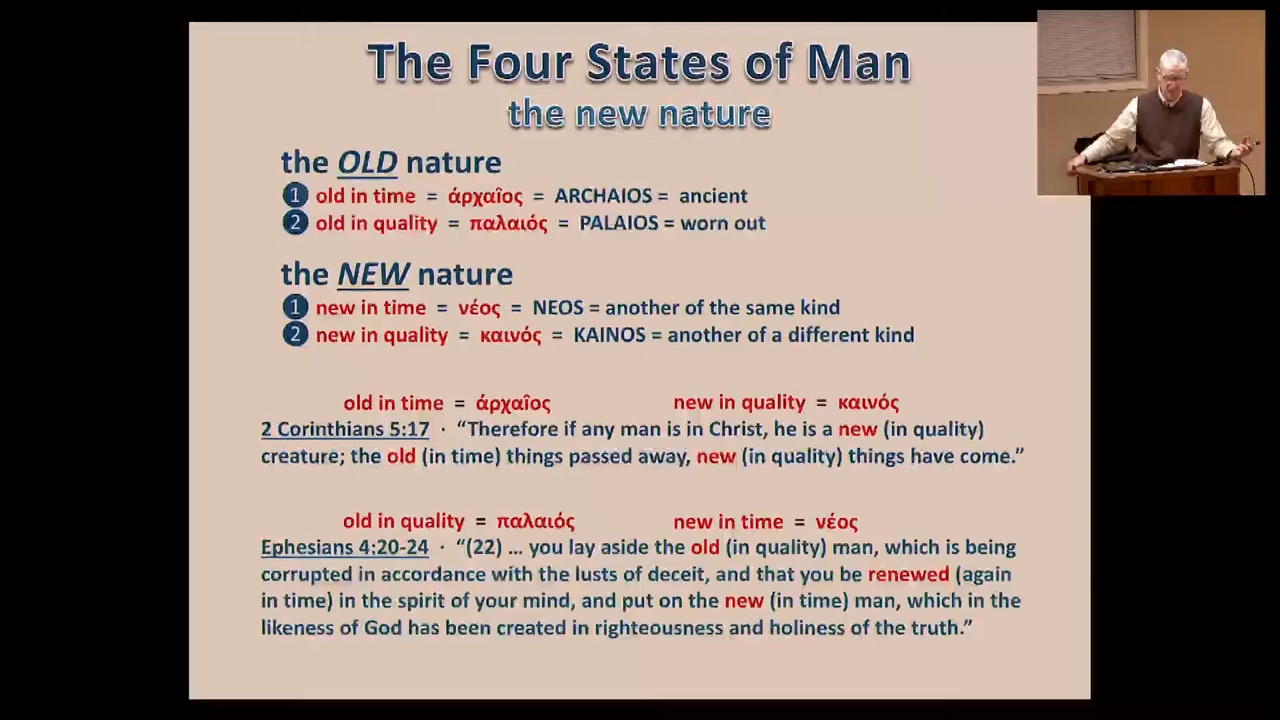 The Four States of Man
the new nature
the OLD nature
1 old in time = άρχαῖος = ARCHAIOS = ancient
2 old in quality = παλαιός = PALAIOS = worn out
the NEW nature
1 new in time = νέος = NEOS = another of the same kind
2 new in quality = καινός = KAINOS = another of a different kind
old in time = άρχαῖος new in quality = καινός
2 Corinthians 5:17 · “Therefore if any man is in Christ, he is a new (in quality)
creature; the old (in time) things passed away, new (in quality) things have come.”
old in quality = παλαιός new in time = νέος
Ephesians 4:20-24 · “(22) … you lay aside the old (in quality) man, which is being
corrupted in accordance with the lusts of deceit, and that you be renewed (again
in time) in the spirit of your mind, and put on the new (in time) man, which in the
likeness of God has been created in righteousness and holiness of the truth.”